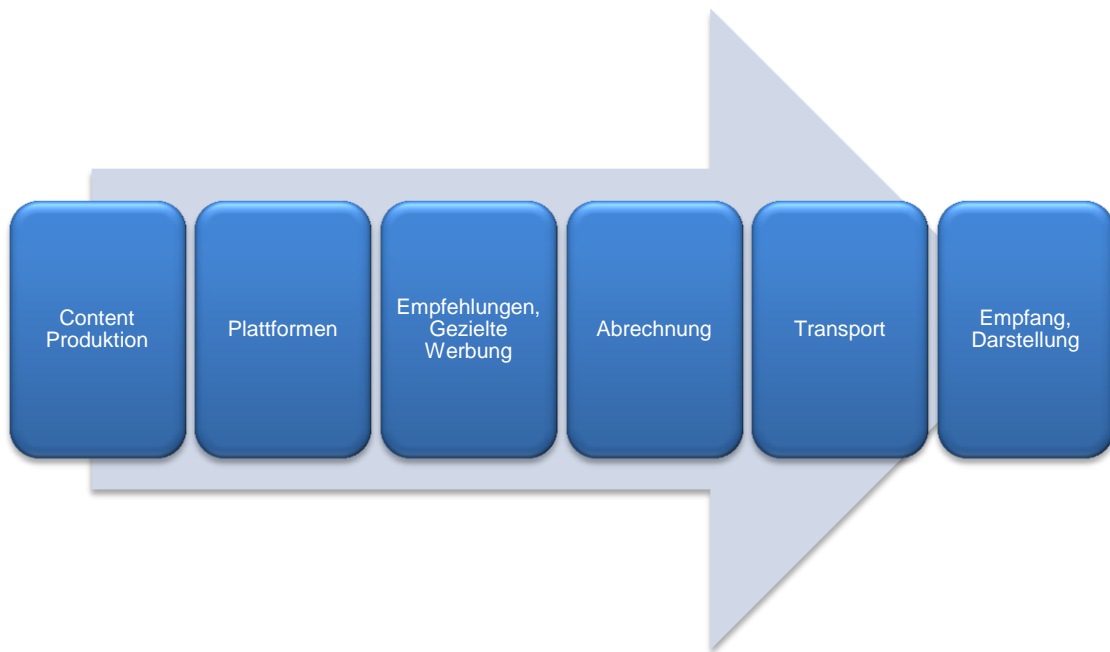 Content
Produktion
Plattformen
Empfehlungen,
Gezielte
Werbung
Abrechnung
Transport
Empfang,
Darstellung